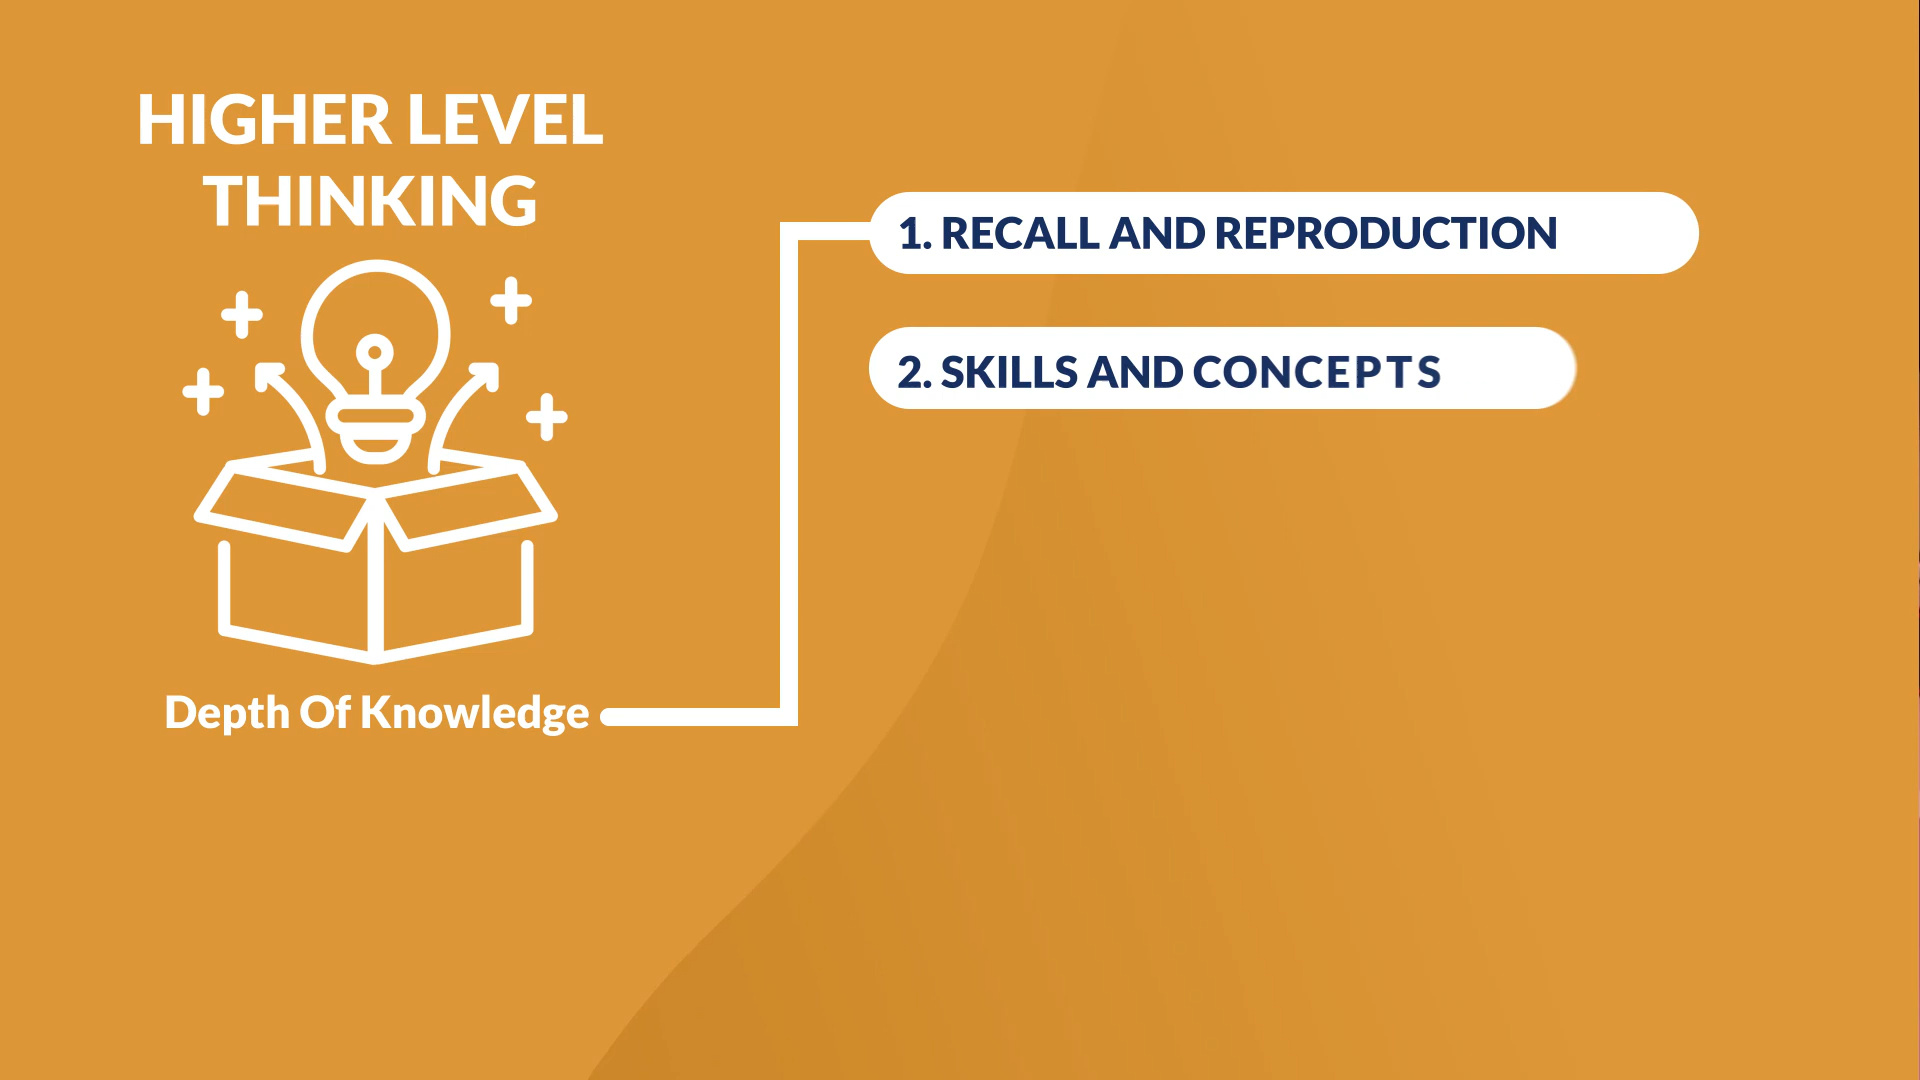 HIGHER LEVEL
THINKING
Depth Of Knowledge
1. RECALL AND REPRODUCTION
2. SKILLS AND CONCEPTS